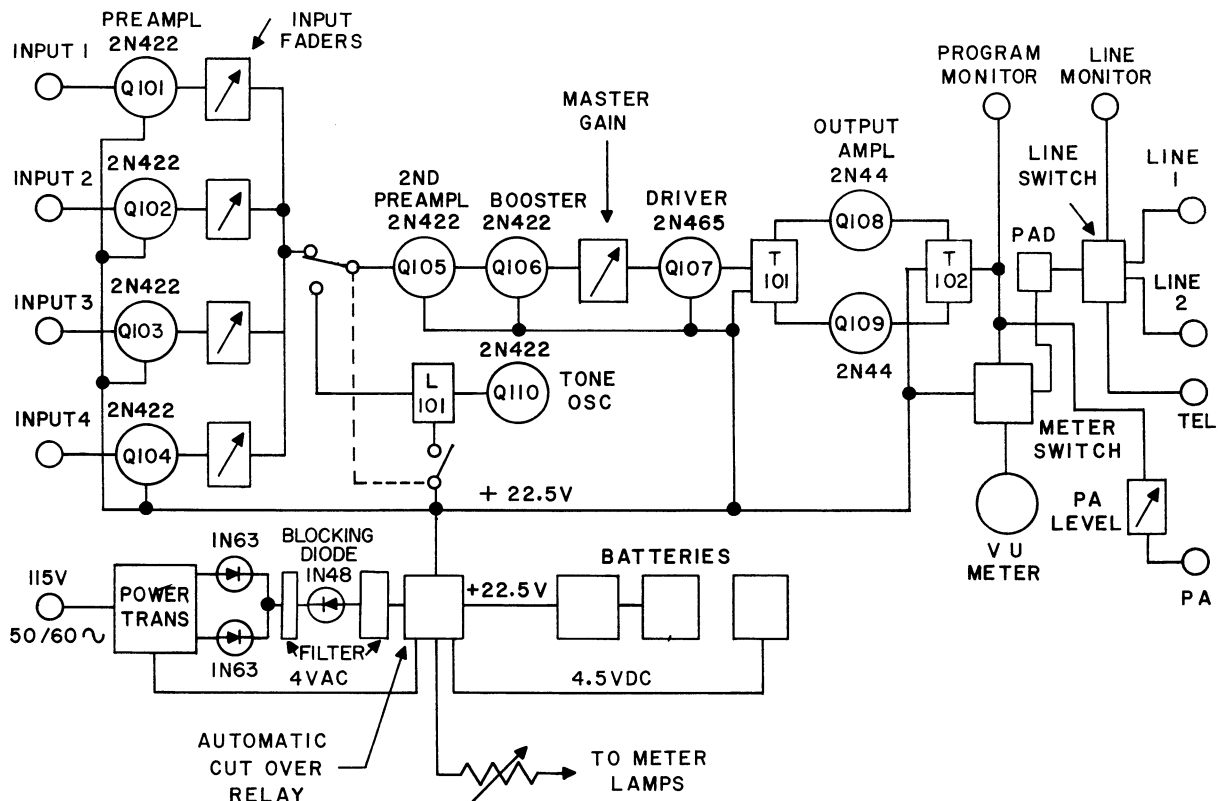 PREAMPL
2N422
INPUT 1
Q101
INPUT
FADERS
2N422
INPUT 2
Q102
2N422
INPUT 3
Q103
2N422
INPUT 4
Q104
2ND
PREAMPL
2N422
Q105
BOOSTER
2N422
Q106
MASTER
GAIN
DRIVER
2N465
Q107
T
101
OUTPUT
AMPL
2N44
Q108
Q109
2N44
T
102
L
101
2N422
Q110
TONE
OSC
+ 22.5V
PROGRAM
MONITOR
LINE
MONITOR
LINE
SWITCH
PAD
LINE
1
LINE
2
TEL
METER
SWITCH
VU
METER
PA
LEVEL
PA
115V
50/60~
POWER
TRANS
IN63
IN63
BLOCKING
DIODE
IN48
FILTER
4VAC
+22.5V
BATTERIES
4.5VDC
AUTOMATIC
CUT OVER
RELAY
TO METER
LAMPS